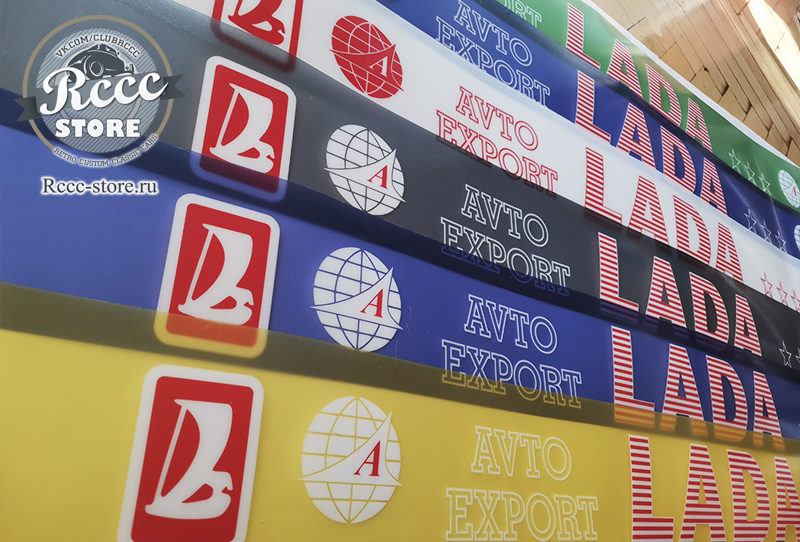 VK.COM/CLUBRCCC
Rccc
STORE
RETRO CUSTOM CLASSIC CARS
Rccc-store.ru
AVTO
EXPORT
LADA
A
AVTO
EXPORT
LADA
A
AVTO
EXPORT
LADA
A
AVTO
EXPORT
LADA
A
AVTO
EXPORT
LADA